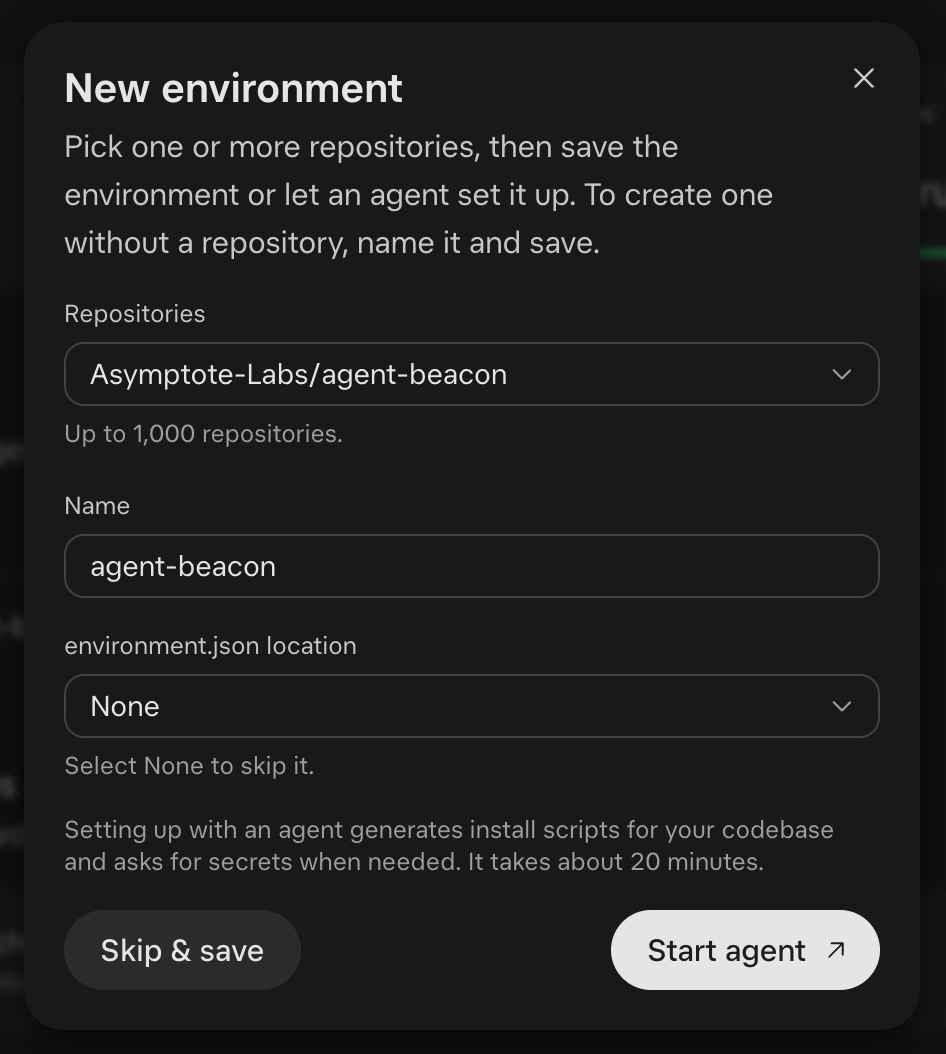 New environment
Pick one or more repositories, then save the
environment or let an agent set it up. To create one
without a repository, name it and save.
Repositories
Asymptote-Labs/agent-beacon
Up to 1,000 repositories.
Name
agent-beacon
environment.json location
None
Select None to skip it.
Setting up with an agent generates install scripts for your codebase
and asks for secrets when needed. It takes about 20 minutes.
Skip & save
Start agent